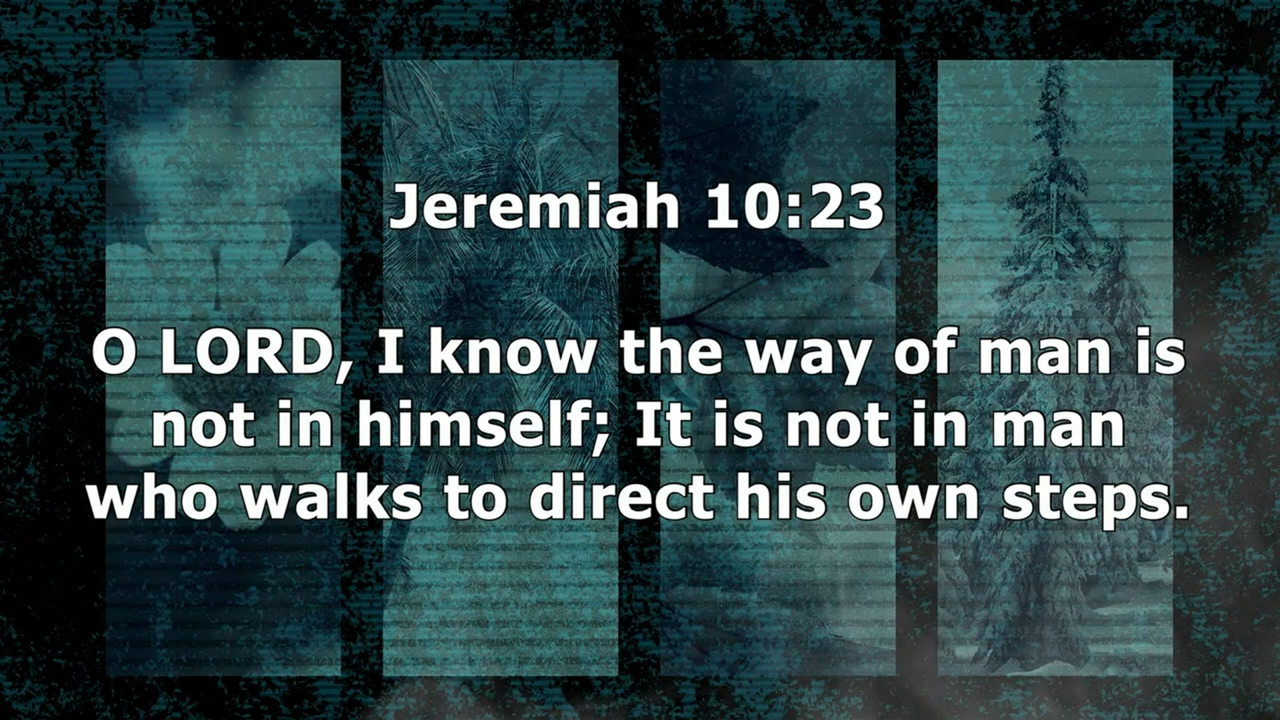 Jeremiah 10:23
O LORD, I know the way of man is
not in himself; It is not in man
who walks to direct his own steps.